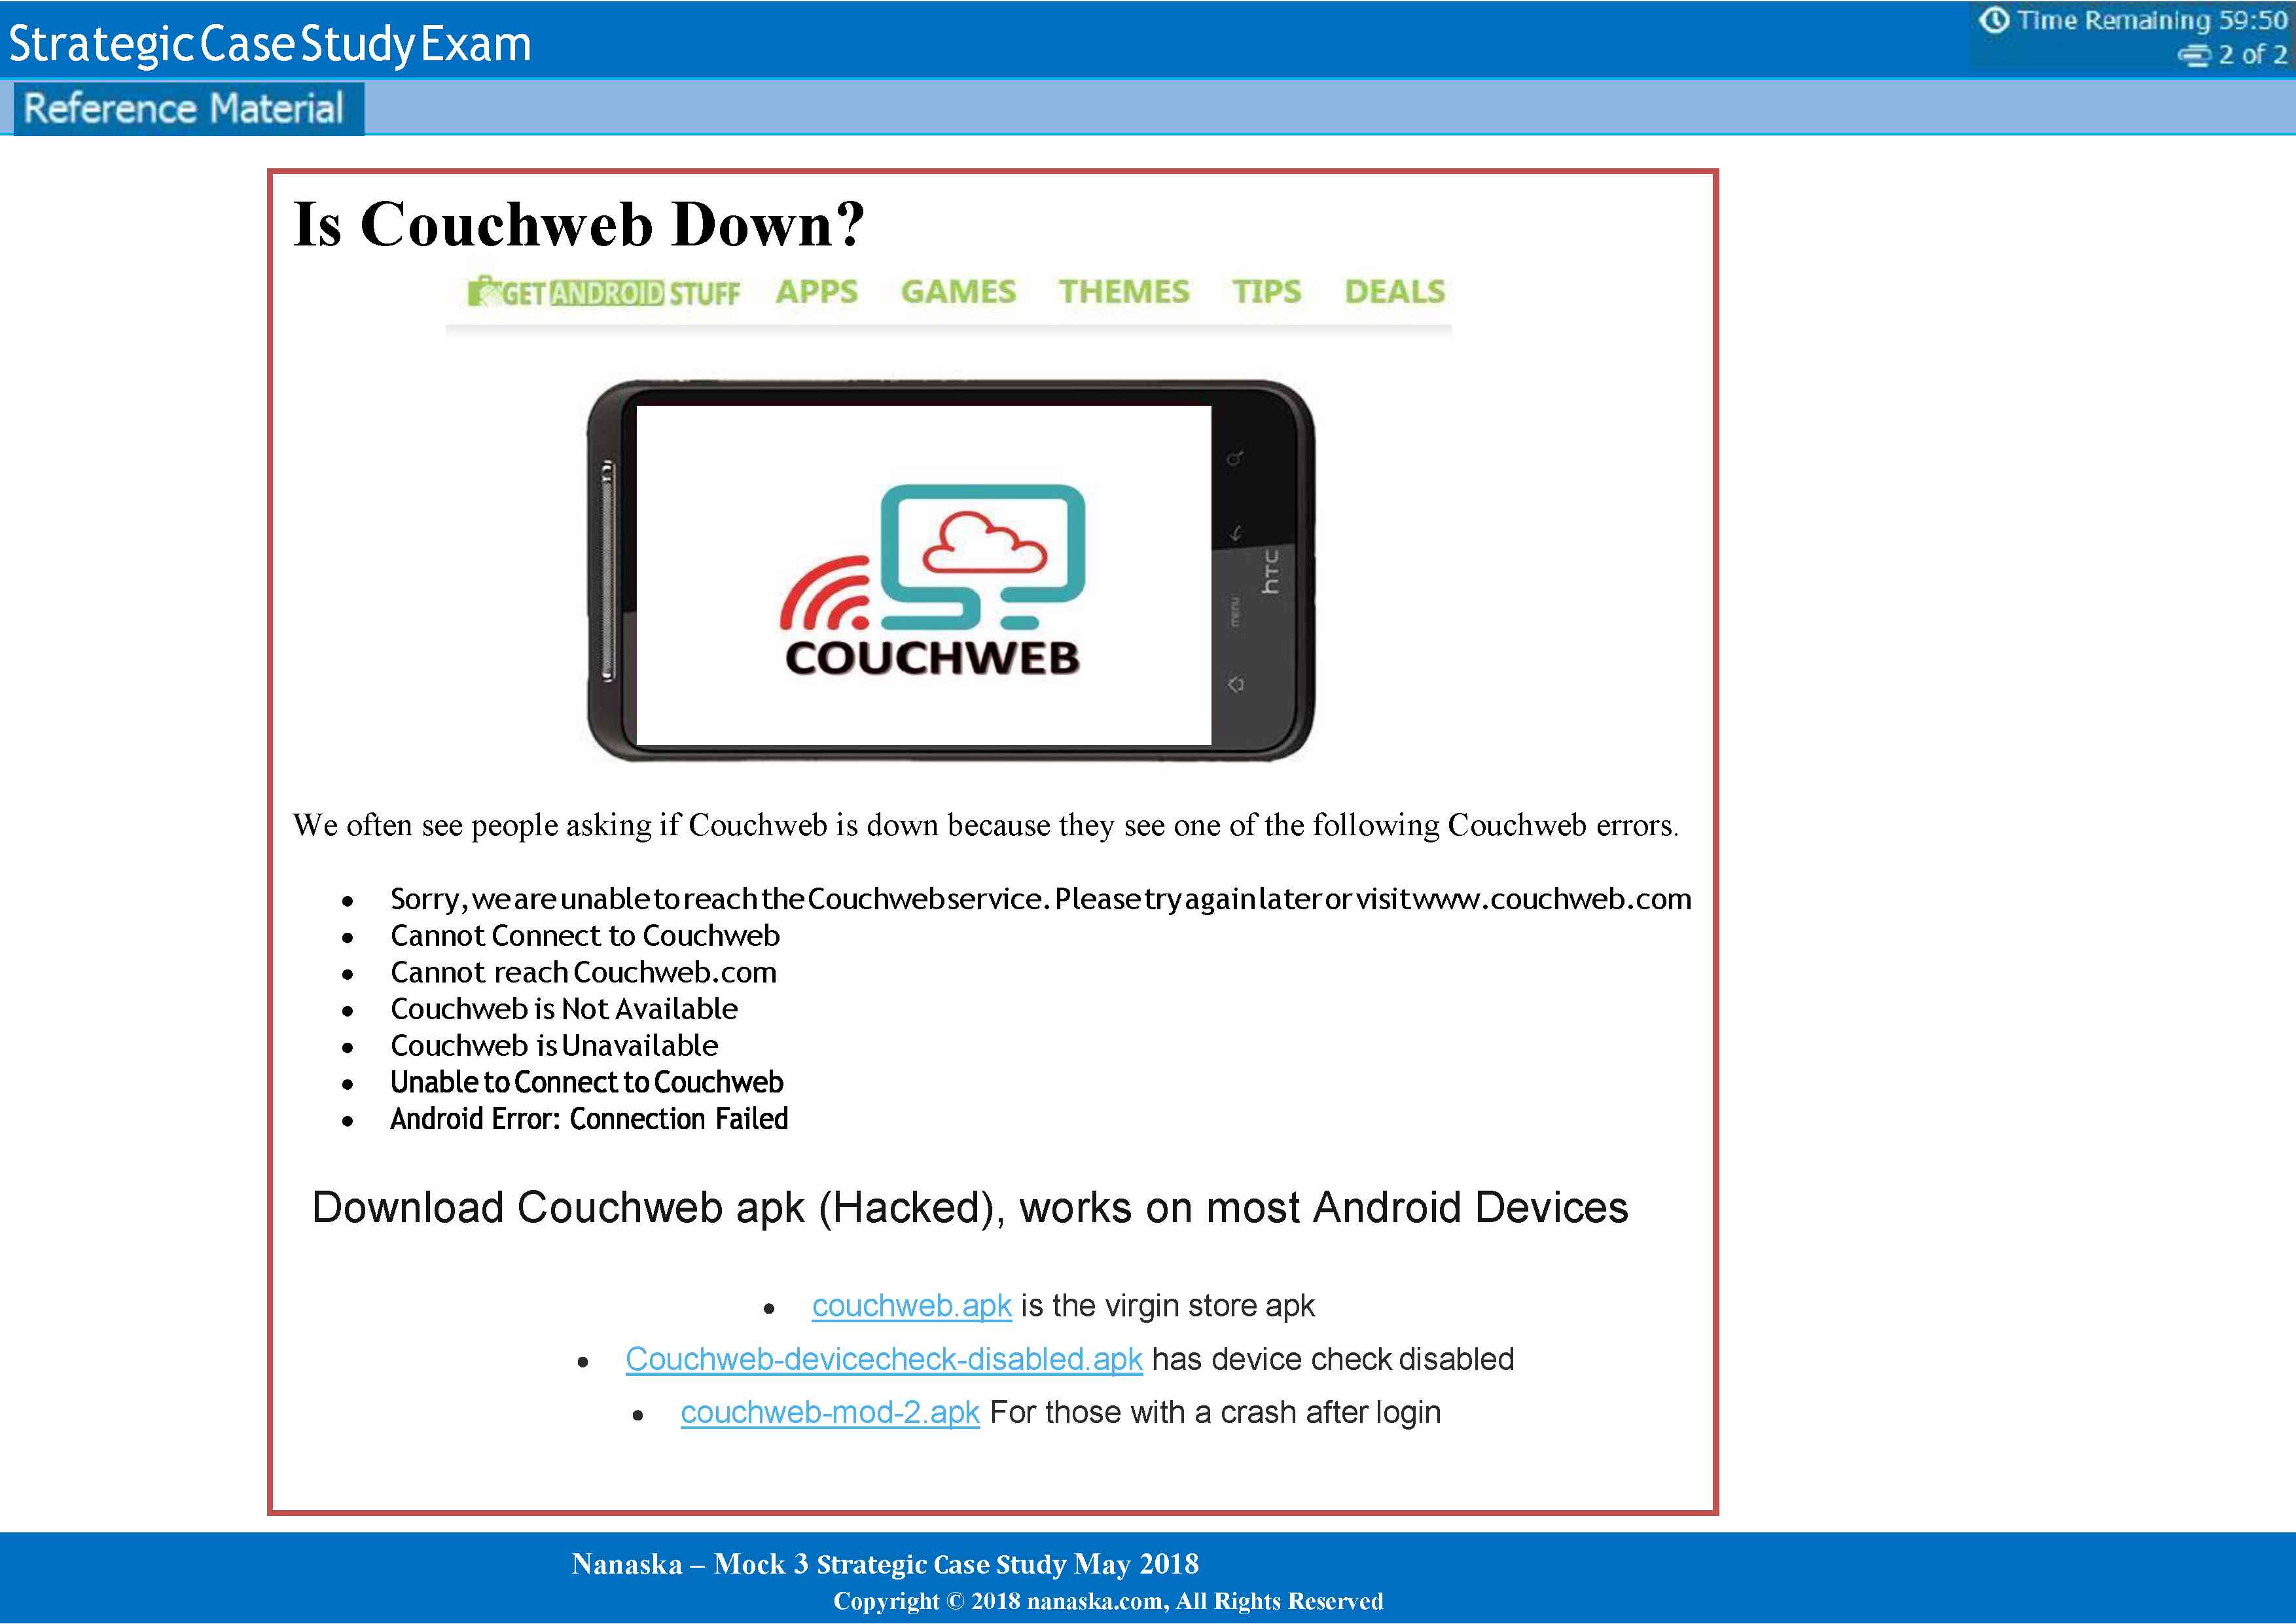 Strategic Case Study Exam
Time Remaining 59:50
2 of 2
Reference Material
Is Couchweb Down?
GET ANDROID STUFF APPS GAMES THEMES TIPS DEALS
COUCHWEB
hTC
menu
We often see people asking if Couchweb is down because they see one of the following Couchweb errors.
• Sorry, we are unable to reach the Couchweb service. Please try again later or visit www.couchweb.com
• Cannot Connect to Couchweb
• Cannot reach Couchweb.com
• Couchweb is Not Available
• Couchweb is Unavailable
• Unable to Connect to Couchweb
• Android Error: Connection Failed
Download Couchweb apk (Hacked), works on most Android Devices
• couchweb.apk is the virgin store apk
• Couchweb-devicecheck-disabled.apk has device check disabled
• couchweb-mod-2.apk For those with a crash after login
Nanaska – Mock 3 Strategic Case Study May 2018
Copyright © 2018 nanaska.com, All Rights Reserved